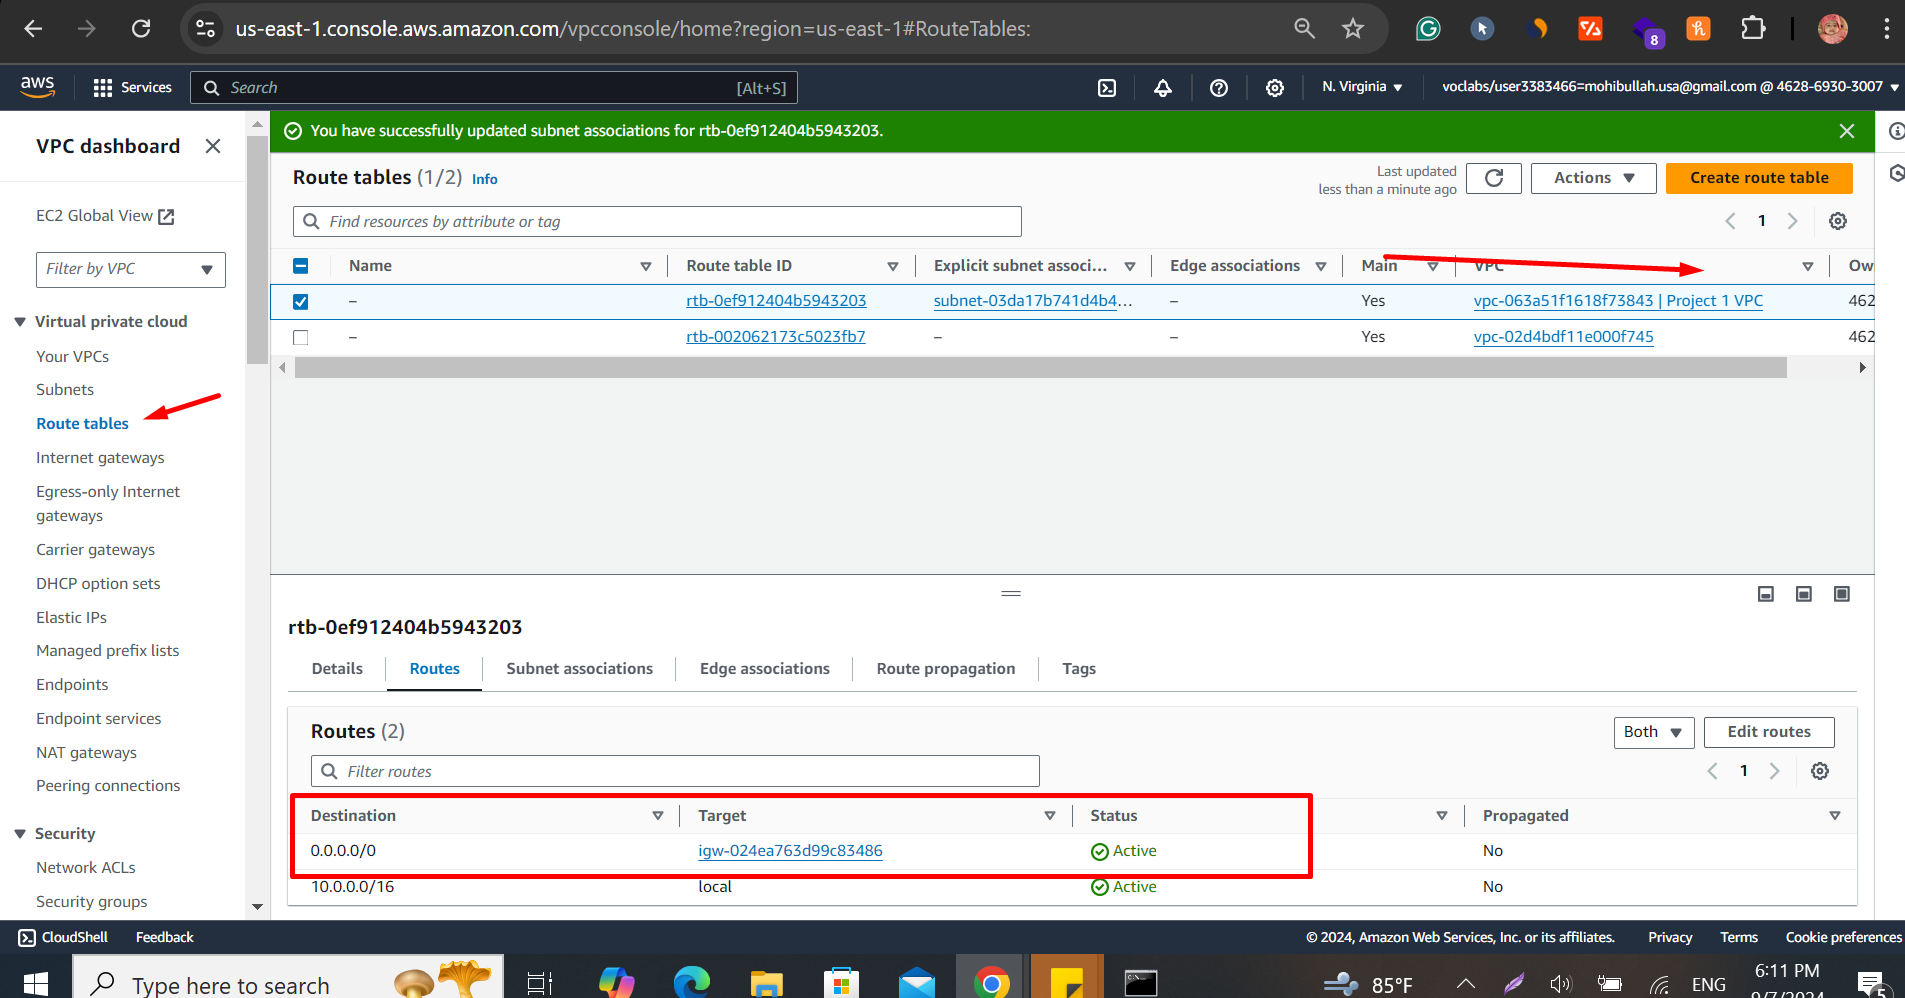 us-east-1.console.aws.amazon.com/vpcconsole/home?region=us-east-1#RouteTables:
8
aws
Services
Search
[Alt+S]
N. Virginia
voclabs/user3383466=mohibullah.usa@gmail.com @ 4628-6930-3007
VPC dashboard
EC2 Global View
Filter by VPC
Virtual private cloud
Your VPCs
Subnets
Route tables
Internet gateways
Egress-only Internet
gateways
Carrier gateways
DHCP option sets
Elastic IPs
Managed prefix lists
Endpoints
Endpoint services
NAT gateways
Peering connections
Security
Network ACLs
Security groups
You have successfully updated subnet associations for rtb-0ef912404b5943203.
Route tables (1/2) Info
Last updated
less than a minute ago
Actions
Create route table
Find resources by attribute or tag
1
Name Route table ID Explicit subnet associ... Edge associations Main VPC Ow
– rtb-0ef912404b5943203 subnet-03da17b741d4b4... – Yes vpc-063a51f1618f73843 | Project 1 VPC 462
– rtb-002062173c5023fb7 – – Yes vpc-02d4bdf11e000f745 462
rtb-0ef912404b5943203
Details Routes Subnet associations Edge associations Route propagation Tags
Routes (2)
Both
Edit routes
Filter routes
1
Destination Target Status Propagated
0.0.0.0/0 igw-024ea763d99c83486 Active No
10.0.0.0/16 local Active No
CloudShell Feedback
© 2024, Amazon Web Services, Inc. or its affiliates. Privacy Terms Cookie preferences
Type here to search
85°F
ENG
6:11 PM
9/7/2024
5